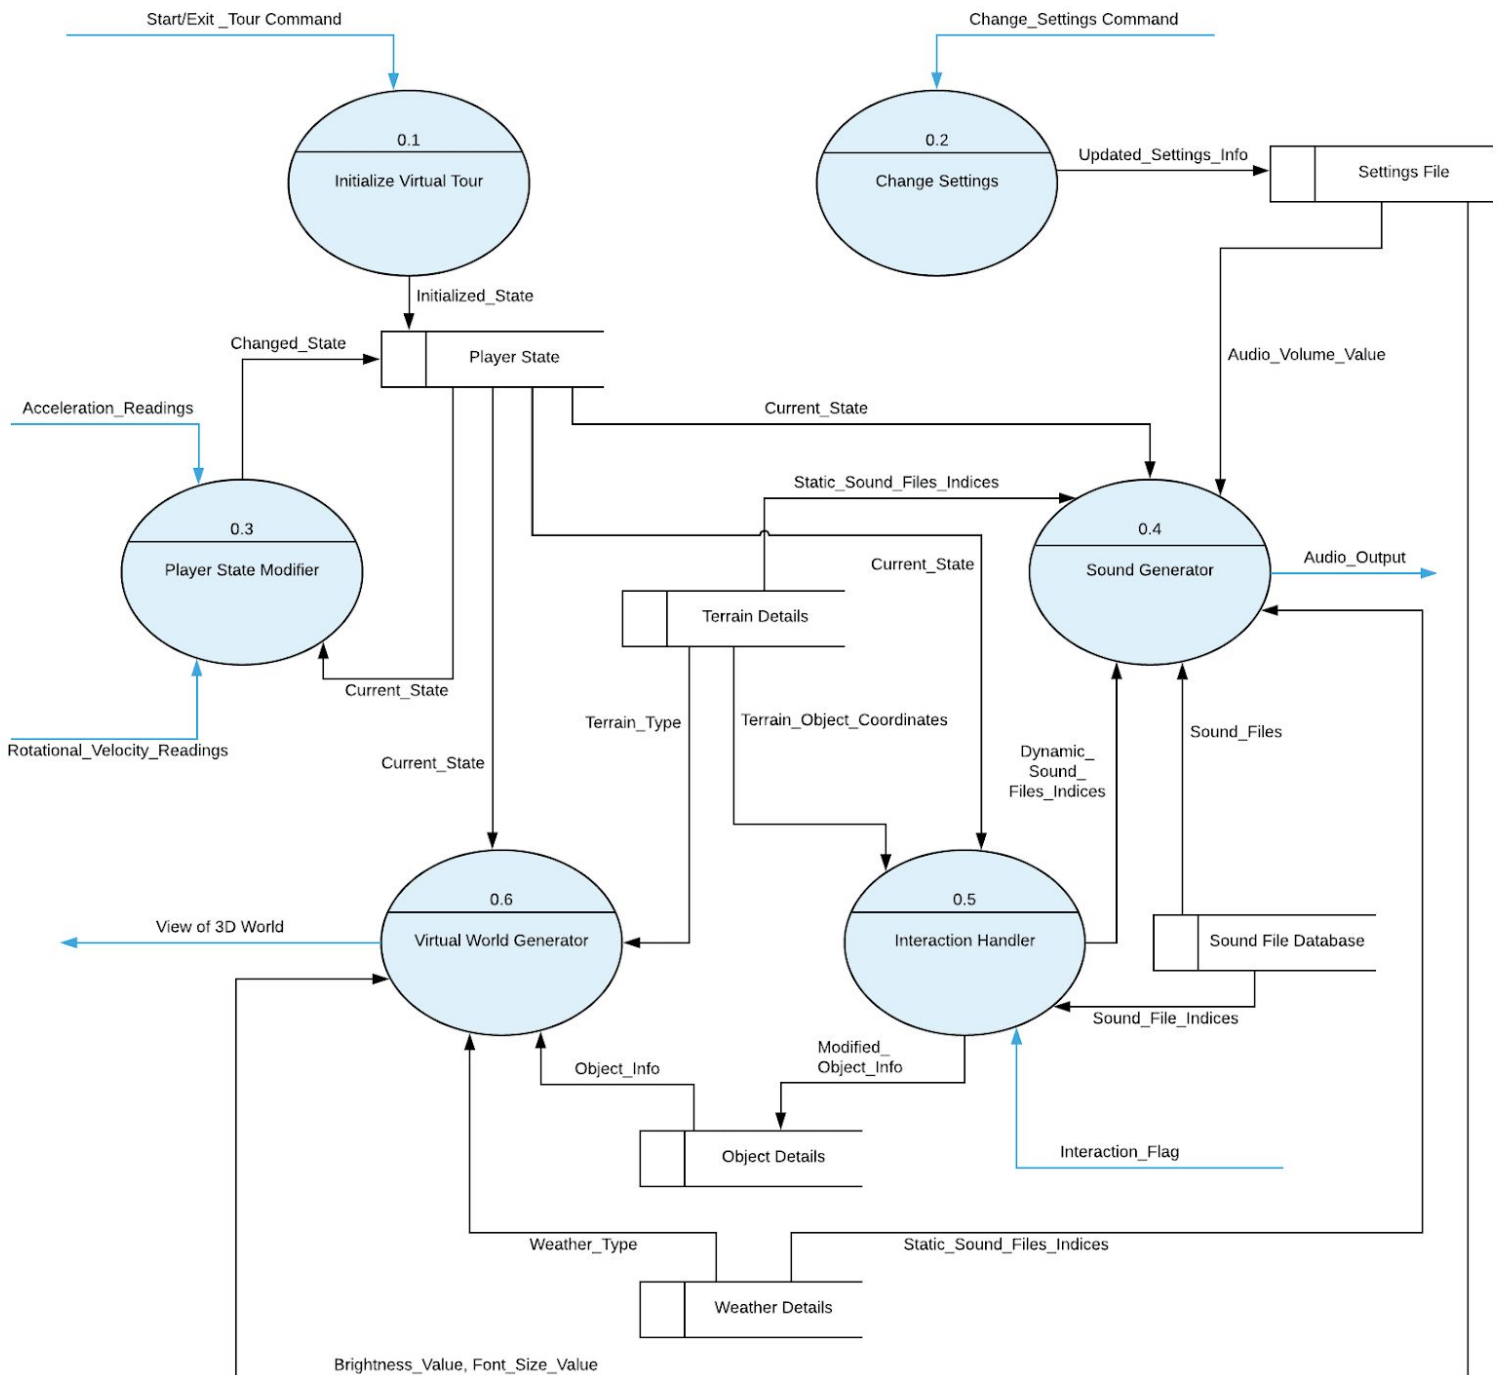 Start/Exit _Tour Command
Change_Settings Command
0.1
Initialize Virtual Tour
0.2
Change Settings
Updated_Settings_Info
Settings File
Initialized_State
Changed_State
Player State
Audio_Volume_Value
Acceleration_Readings
Current_State
Static_Sound_Files_Indices
0.3
Player State Modifier
0.4
Sound Generator
Audio_Output
Current_State
Terrain Details
Current_State
Terrain_Type
Terrain_Object_Coordinates
Rotational_Velocity_Readings
Current_State
Dynamic_
Sound_
Files_Indices
Sound_Files
0.6
Virtual World Generator
View of 3D World
0.5
Interaction Handler
Sound File Database
Sound_File_Indices
Object_Info
Modified_
Object_Info
Object Details
Interaction_Flag
Weather_Type
Static_Sound_Files_Indices
Weather Details
Brightness_Value, Font_Size_Value